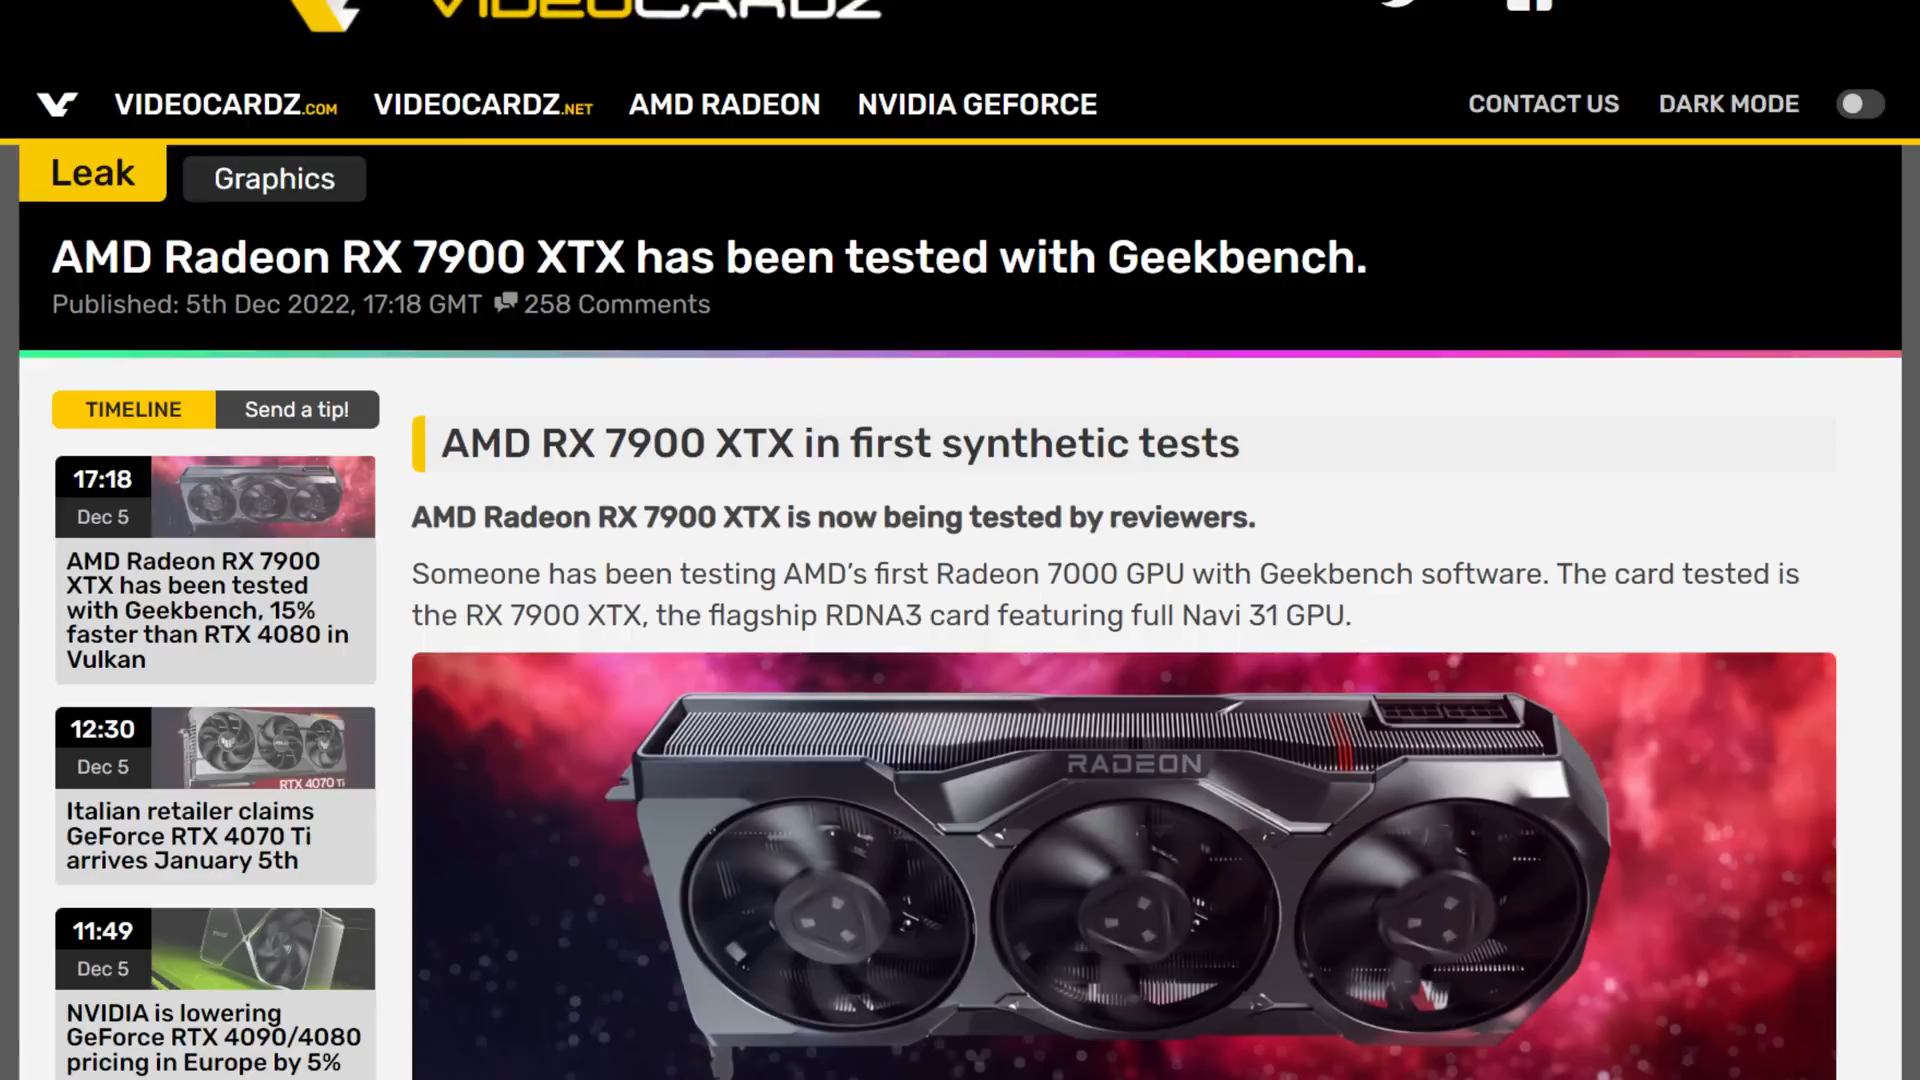 VIDEOCARDZ
VIDEOCARDZ.COM VIDEOCARDZ.NET AMD RADEON NVIDIA GEFORCE CONTACT US DARK MODE
Leak Graphics
AMD Radeon RX 7900 XTX has been tested with Geekbench.
Published: 5th Dec 2022, 17:18 GMT 258 Comments
TIMELINE Send a tip!
17:18
Dec 5
AMD Radeon RX 7900
XTX has been tested
with Geekbench, 15%
faster than RTX 4080 in
Vulkan
12:30
Dec 5
RTX 4070 Ti
Italian retailer claims
GeForce RTX 4070 Ti
arrives January 5th
11:49
Dec 5
NVIDIA is lowering
GeForce RTX 4090/4080
pricing in Europe by 5%
AMD RX 7900 XTX in first synthetic tests
AMD Radeon RX 7900 XTX is now being tested by reviewers.
Someone has been testing AMD’s first Radeon 7000 GPU with Geekbench software. The card tested is
the RX 7900 XTX, the flagship RDNA3 card featuring full Navi 31 GPU.
RADEON